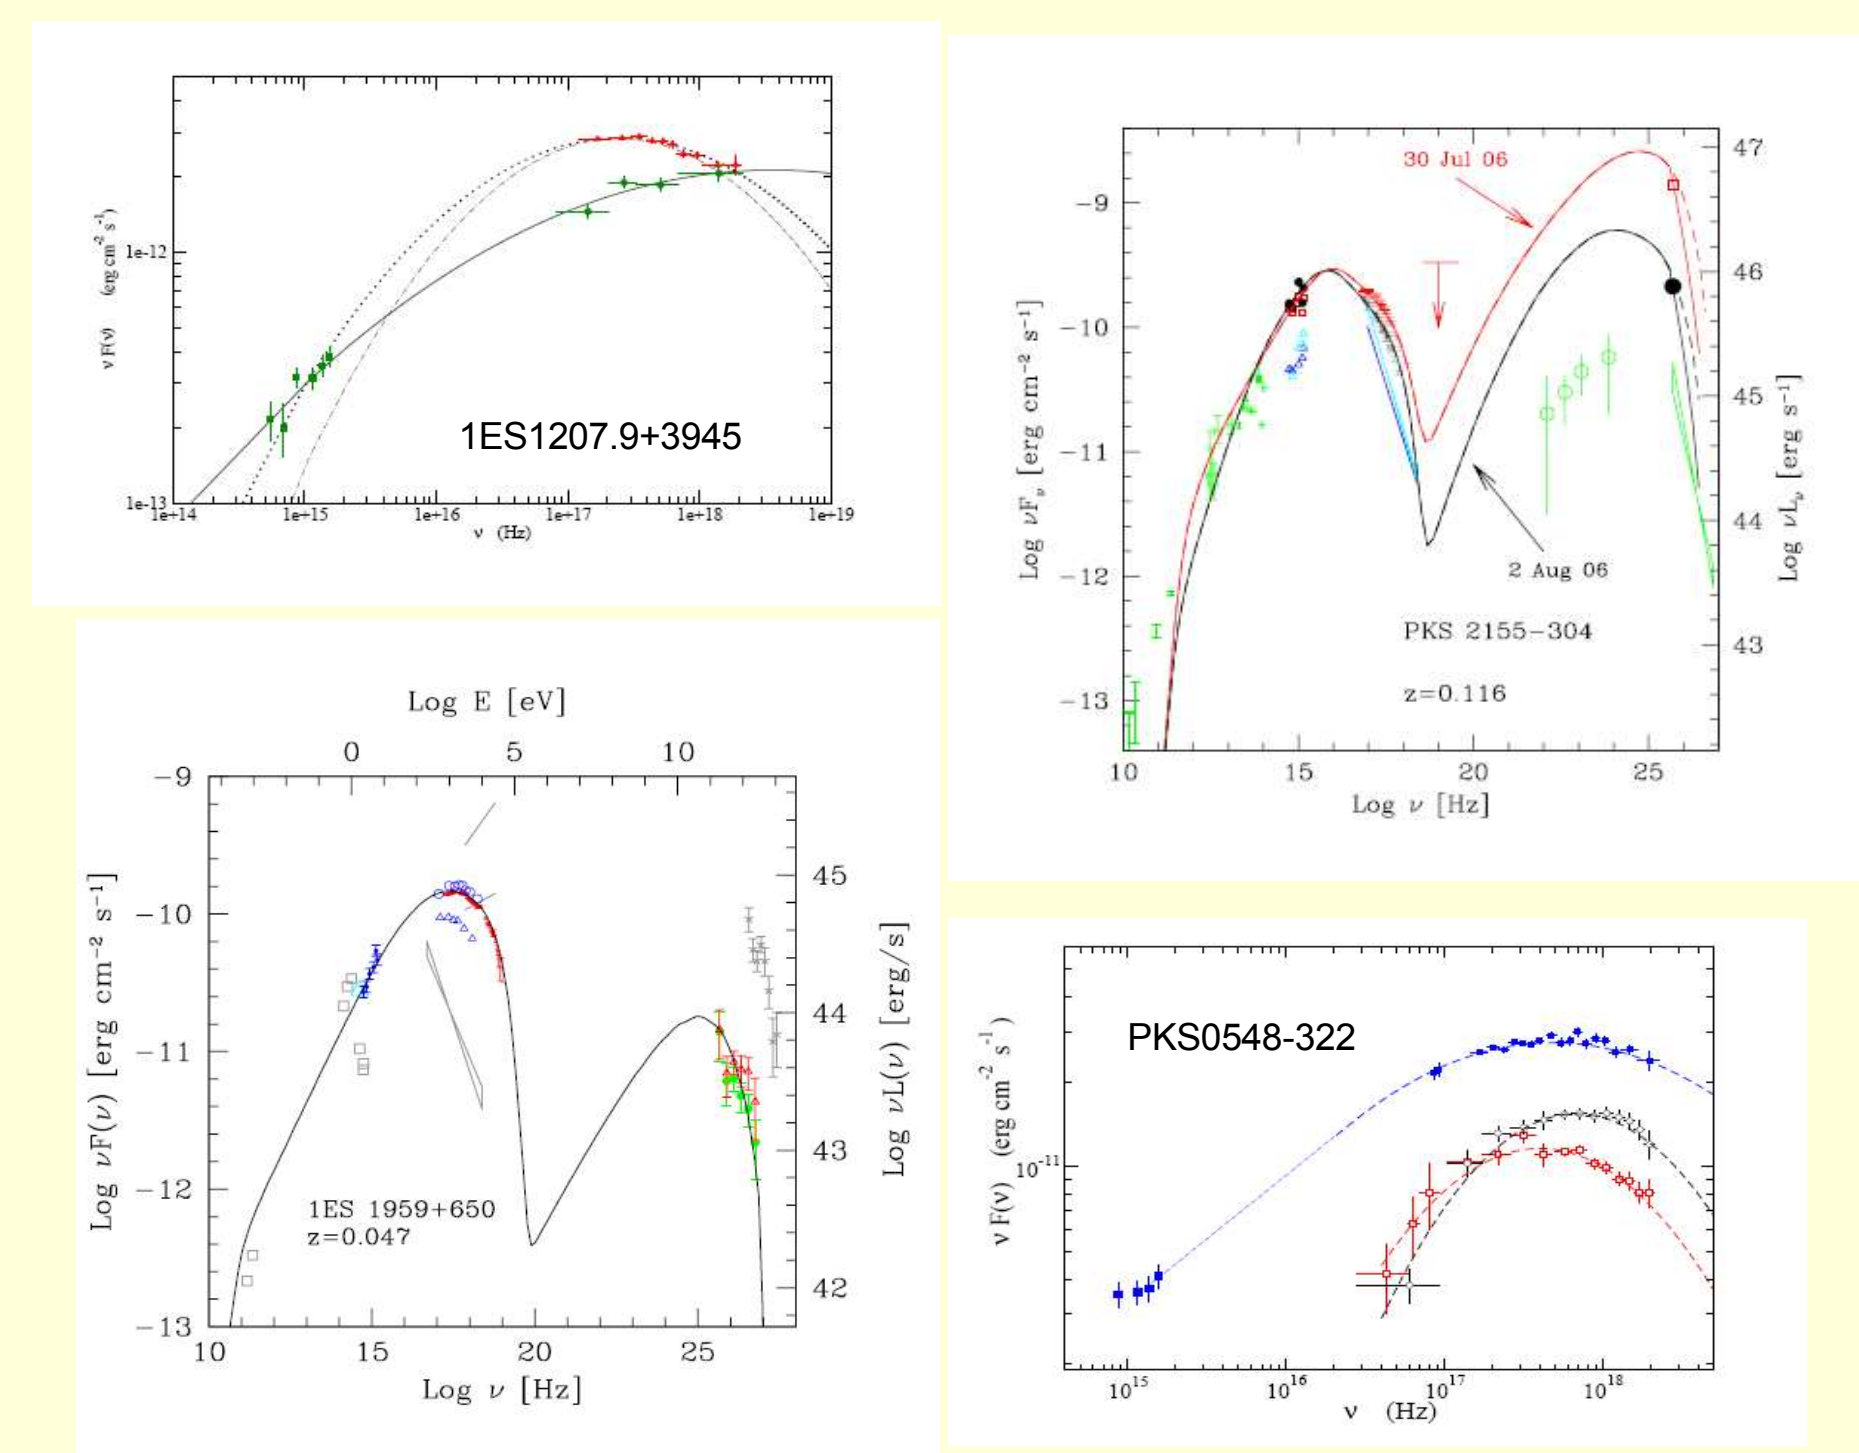 1e-12
1e-13
ν F(ν) (erg cm⁻² s⁻¹)
1ES1207.9+3945
1e+14 1e+15 1e+16 1e+17 1e+18 1e+19
ν (Hz)
30 Jul 06
47
−9
46
−10
45
−11
44
−12
43
−13
Log νFν [erg cm⁻² s⁻¹]
Log νLν [erg s⁻¹]
2 Aug 06
PKS 2155−304
z=0.116
10 15 20 25
Log ν [Hz]
Log E [eV]
0 5 10
−9
45
−10
44
−11
43
−12
42
−13
Log νF(ν) [erg cm⁻² s⁻¹]
Log νL(ν) [erg/s]
1ES 1959+650
z=0.047
10 15 20 25
Log ν [Hz]
PKS0548-322
ν F(ν) (erg cm⁻² s⁻¹)
10⁻¹¹
10¹⁵ 10¹⁶ 10¹⁷ 10¹⁸
ν (Hz)